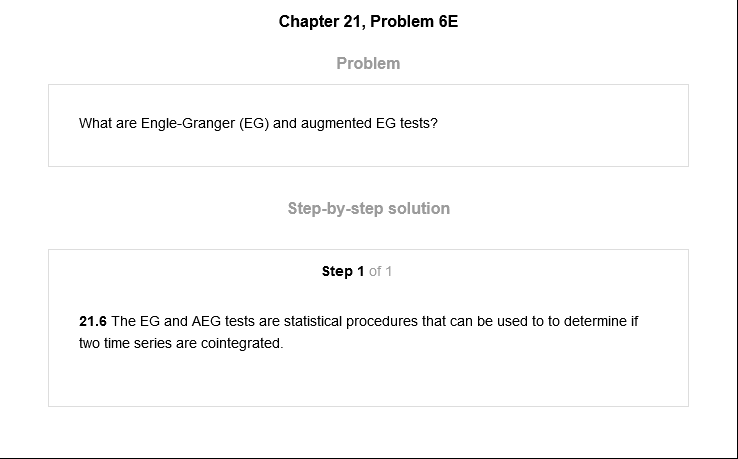 Chapter 21, Problem 6E
Problem
What are Engle-Granger (EG) and augmented EG tests?
Step-by-step solution
Step 1 of 1
21.6 The EG and AEG tests are statistical procedures that can be used to to determine if
two time series are cointegrated.